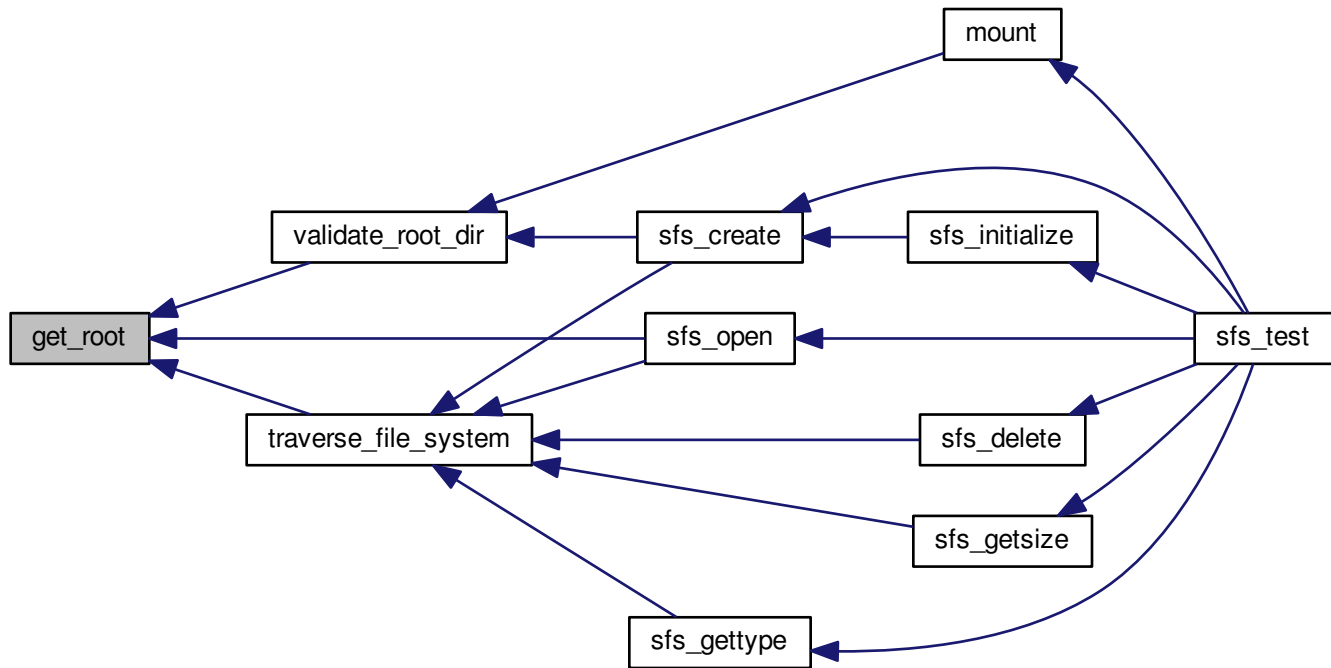 mount
validate_root_dir
sfs_create
sfs_initialize
get_root
sfs_open
sfs_test
traverse_file_system
sfs_delete
sfs_getsize
sfs_gettype